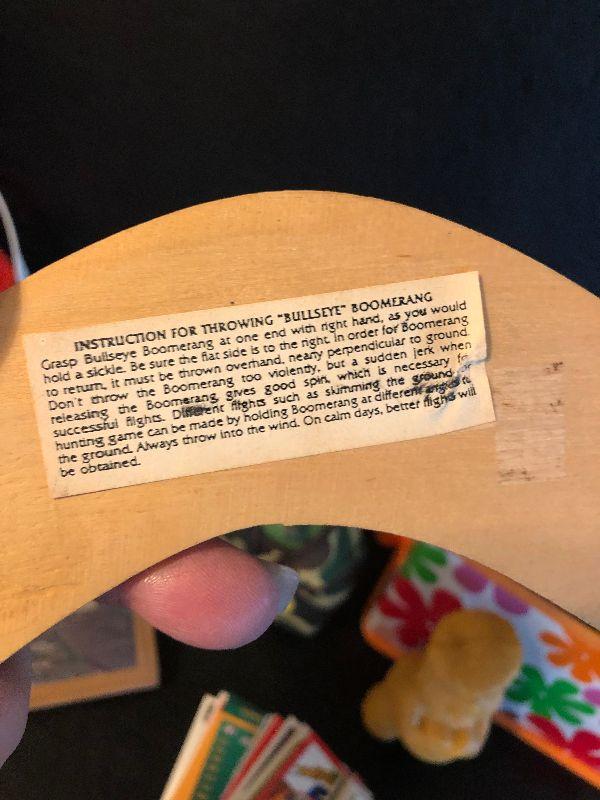 INSTRUCTION FOR THROWING "BULLSEYE" BOOMERANG
Grasp Bullseye Boomerang at one end with right hand, as you would
hold a sickle. Be sure the flat side is to the right. In order for Boomerang
to return, it must be thrown overhand, nearly perpendicular to ground.
Don't throw the Boomerang too violently, but a sudden jerk when
releasing the Boomerang, gives good spin, which is necessary for
successful flights. Different flights such as skimming the ground or
hunting game can be made by holding Boomerang at different angles to
the ground. Always throw into the wind. On calm days, better flights will
be obtained.